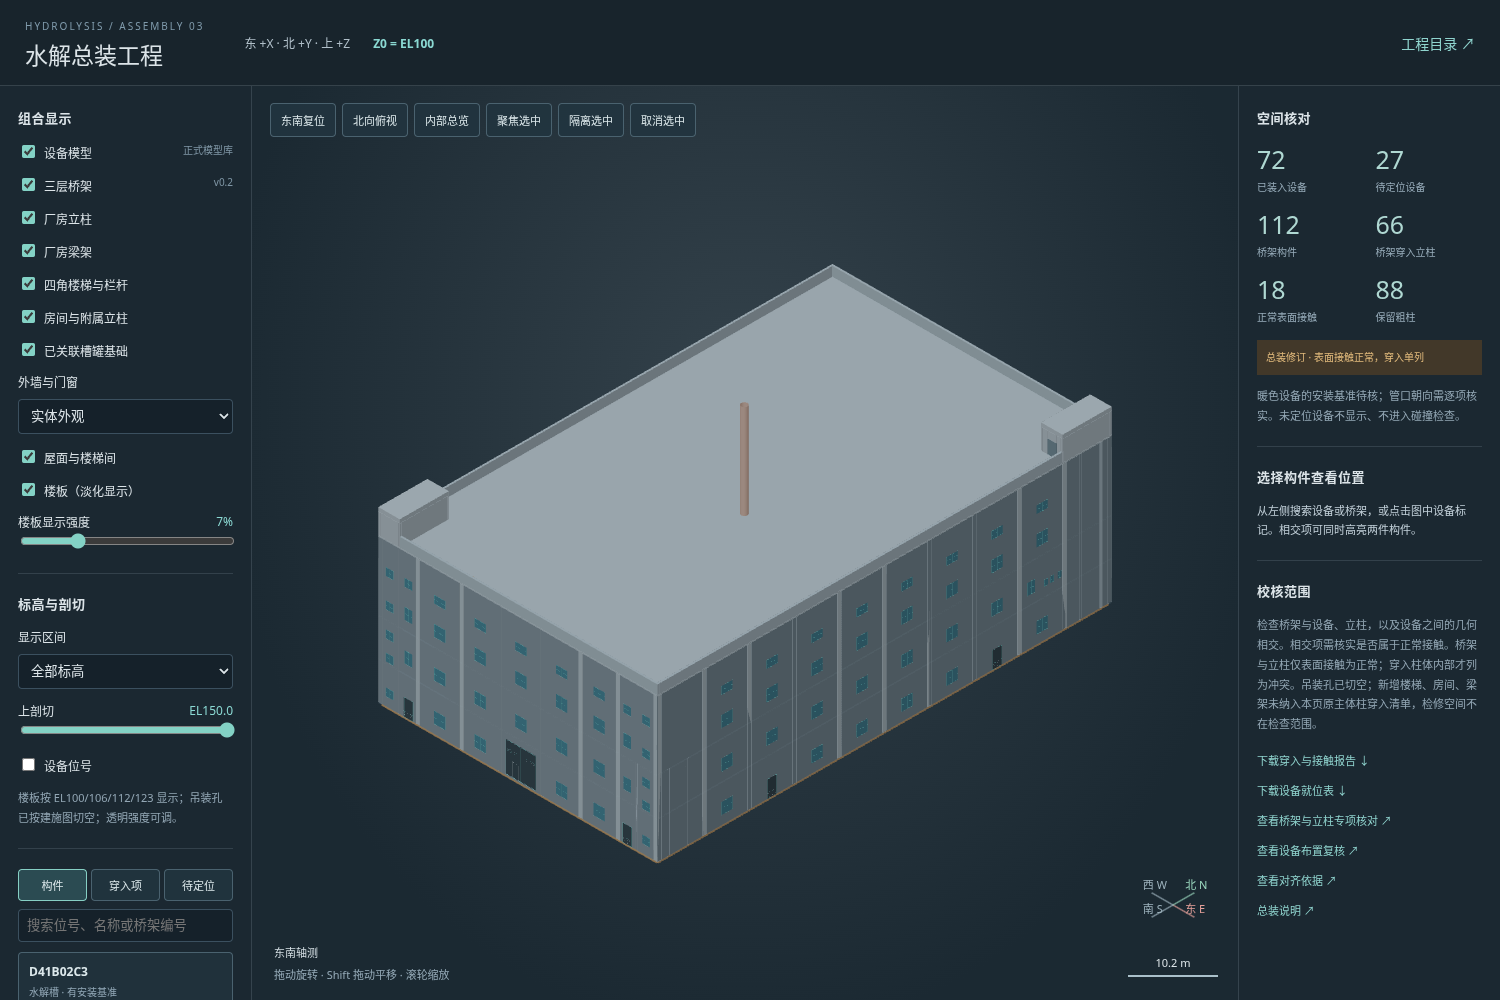 HYDROLYSIS / ASSEMBLY 03
水解总装工程
东 +X · 北 +Y · 上 +Z
Z0 = EL100
工程目录 ↗
组合显示
设备模型
正式模型库
三层桥架
v0.2
厂房立柱
厂房梁架
四角楼梯与栏杆
房间与附属立柱
已关联槽罐基础
外墙与门窗
实体外观
屋面与楼梯间
楼板（淡化显示）
楼板显示强度
7%
标高与剖切
显示区间
全部标高
上剖切
EL150.0
设备位号
楼板按 EL100/106/112/123 显示；吊装孔
已按建施图切空；透明强度可调。
构件
穿入项
待定位
搜索位号、名称或桥架编号
D41B02C3
水解槽 · 有安装基准
东南复位
北向俯视
内部总览
聚焦选中
隔离选中
取消选中
西 W
北 N
南 S
东 E
东南轴测
拖动旋转 · Shift 拖动平移 · 滚轮缩放
10.2 m
空间核对
72
27
已装入设备
待定位设备
112
66
桥架构件
桥架穿入立柱
18
88
正常表面接触
保留粗柱
总装修订 · 表面接触正常，穿入单列
暖色设备的安装基准待核；管口朝向需逐项核
实。未定位设备不显示、不进入碰撞检查。
选择构件查看位置
从左侧搜索设备或桥架，或点击图中设备标
记。相交项可同时高亮两件构件。
校核范围
检查桥架与设备、立柱，以及设备之间的几何
相交。相交项需核实是否属于正常接触。桥架
与立柱仅表面接触为正常；穿入柱体内部才列
为冲突。吊装孔已切空；新增楼梯、房间、梁
架未纳入本页原主体柱穿入清单，检修空间不
在检查范围。
下载穿入与接触报告 ↓
下载设备就位表 ↓
查看桥架与立柱专项核对 ↗
查看设备布置复核 ↗
查看对齐依据 ↗
总装说明 ↗